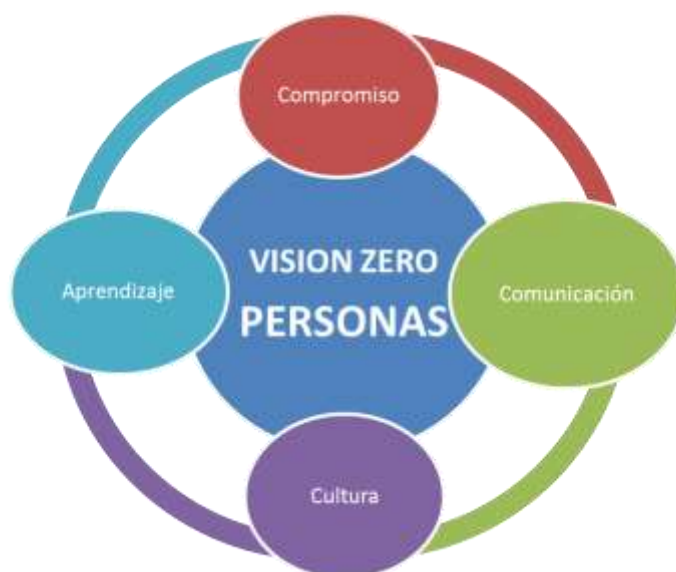 Compromiso
VISION ZERO
PERSONAS
Aprendizaje
Comunicación
Cultura